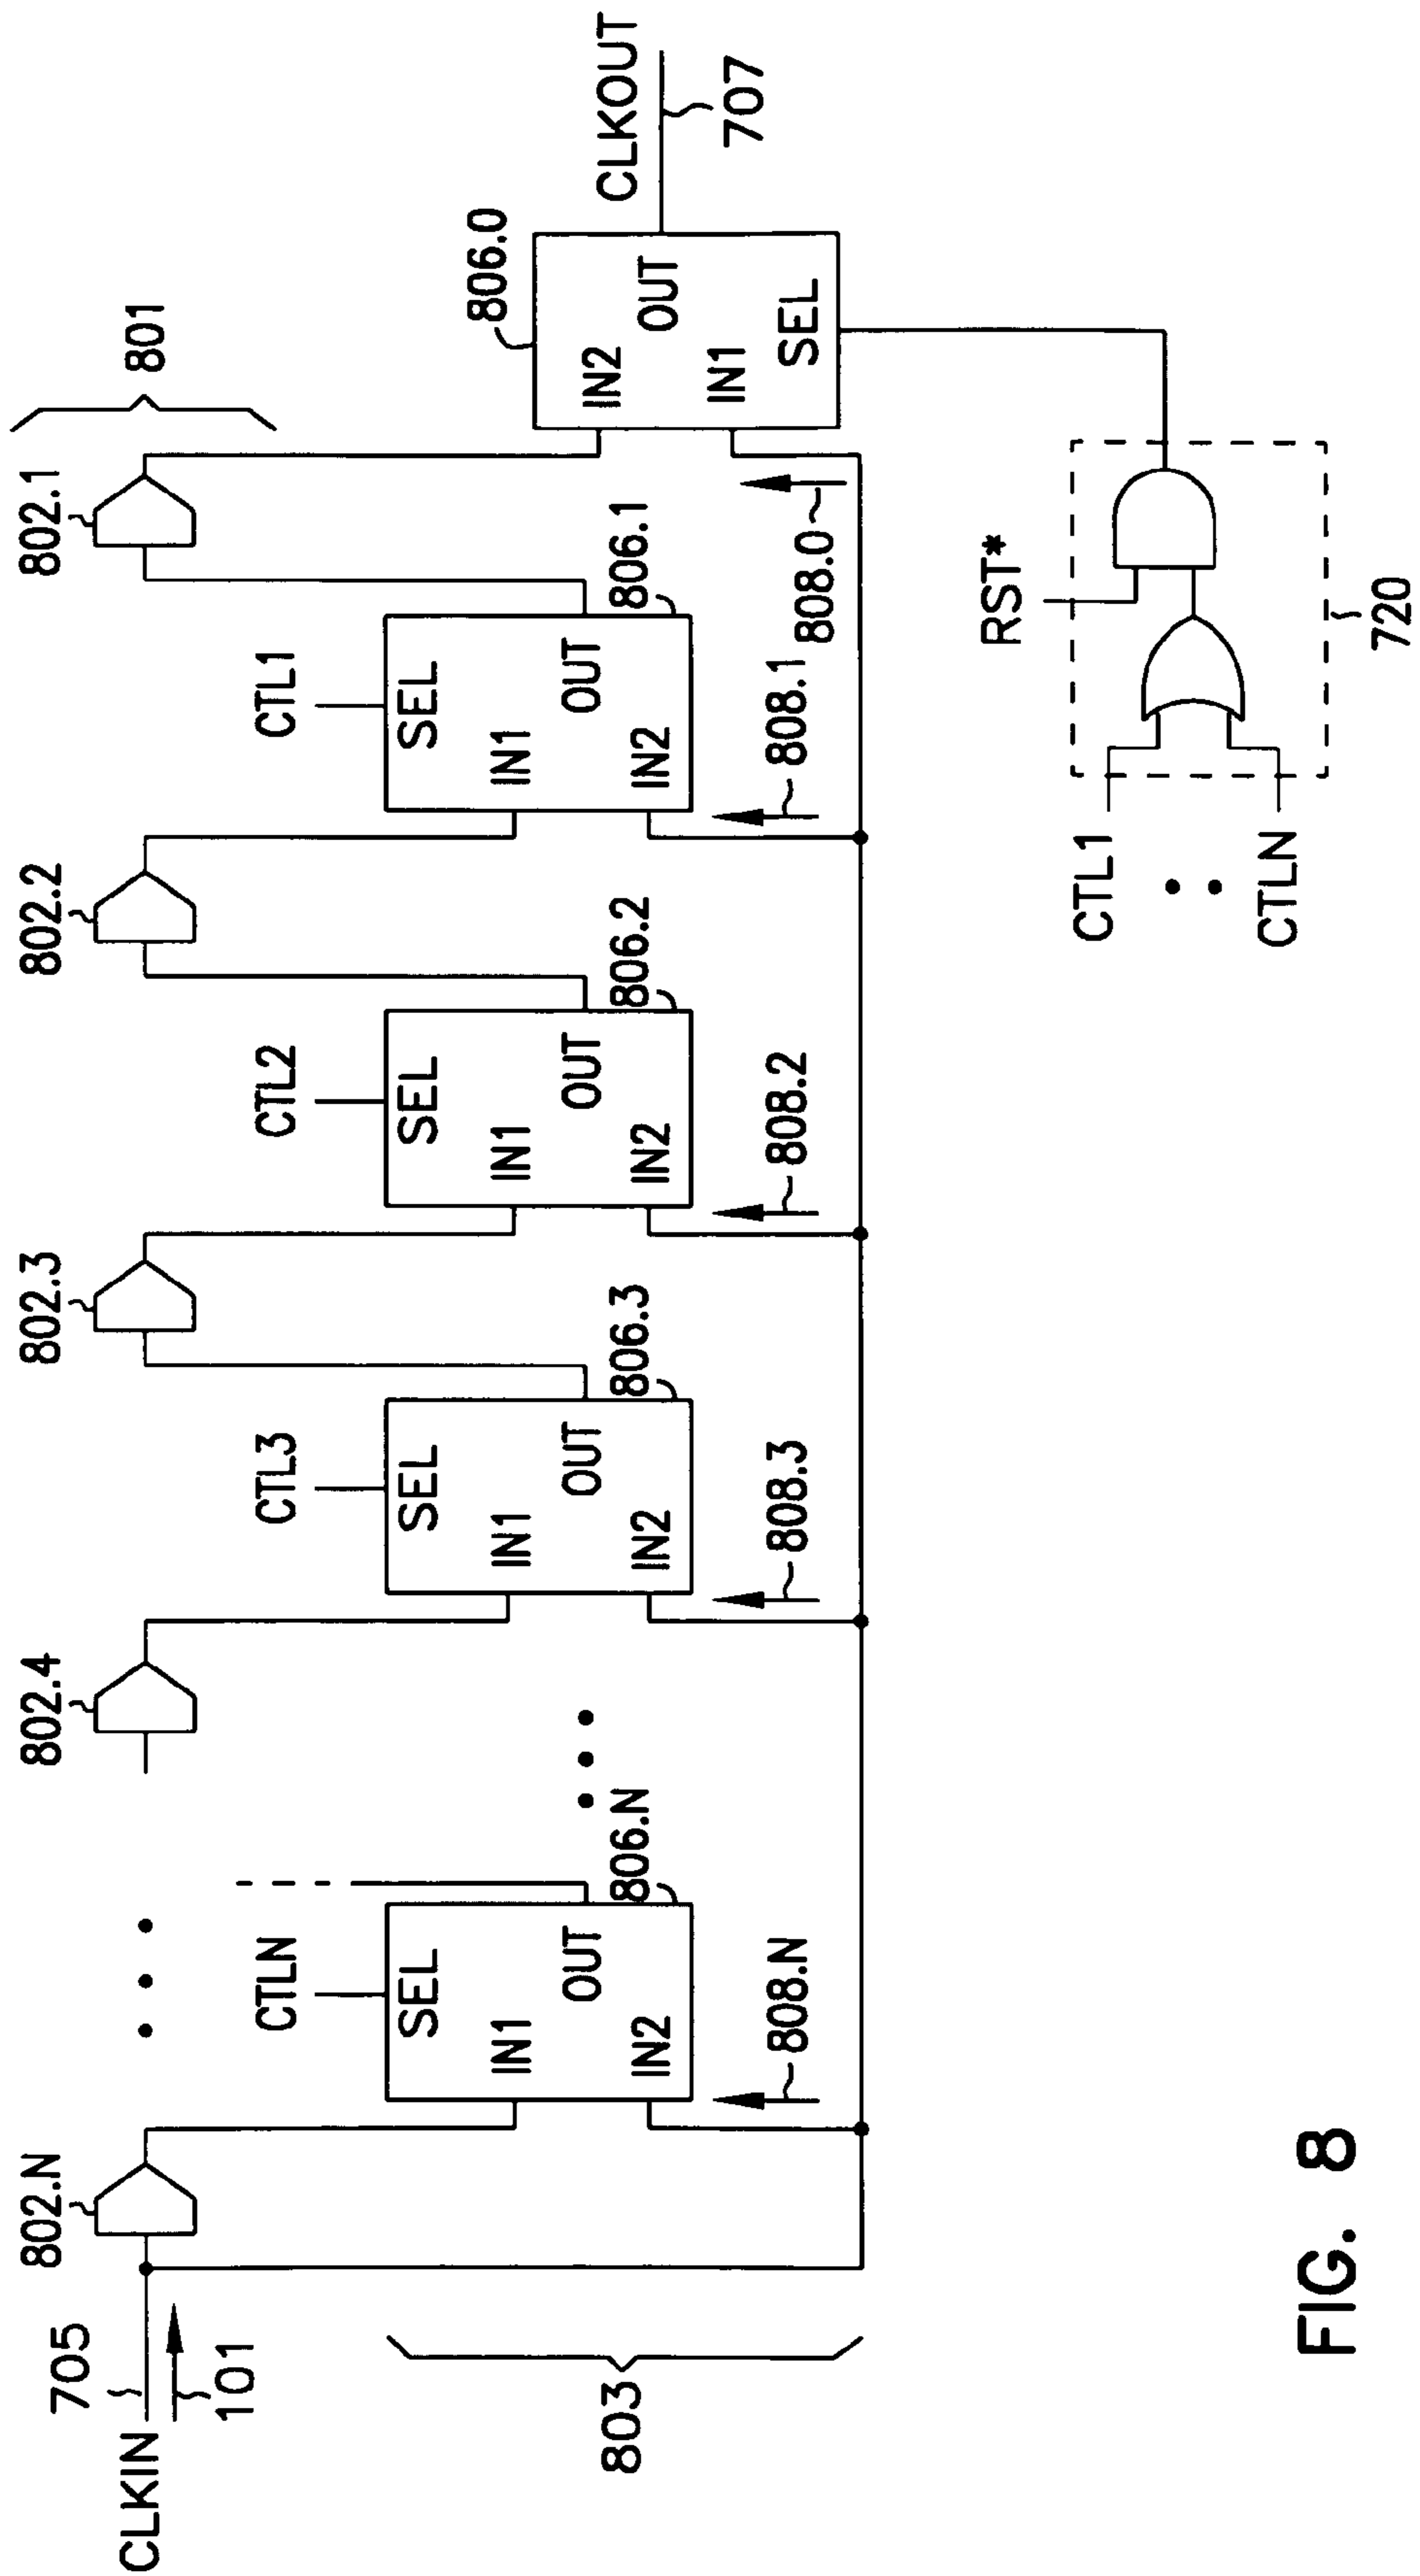 801
802.N
802.4
802.3
802.2
802.1
705
CLKIN
101
803
CTLN
SEL
IN1
OUT
IN2
806.N
808.N
CTL3
SEL
IN1
OUT
IN2
806.3
808.3
CTL2
SEL
IN1
OUT
IN2
806.2
808.2
CTL1
SEL
IN1
OUT
IN2
806.1
808.1
808.0
806.0
IN2
OUT
IN1
SEL
CLKOUT
707
RST*
CTL1
CTLN
720
FIG. 8